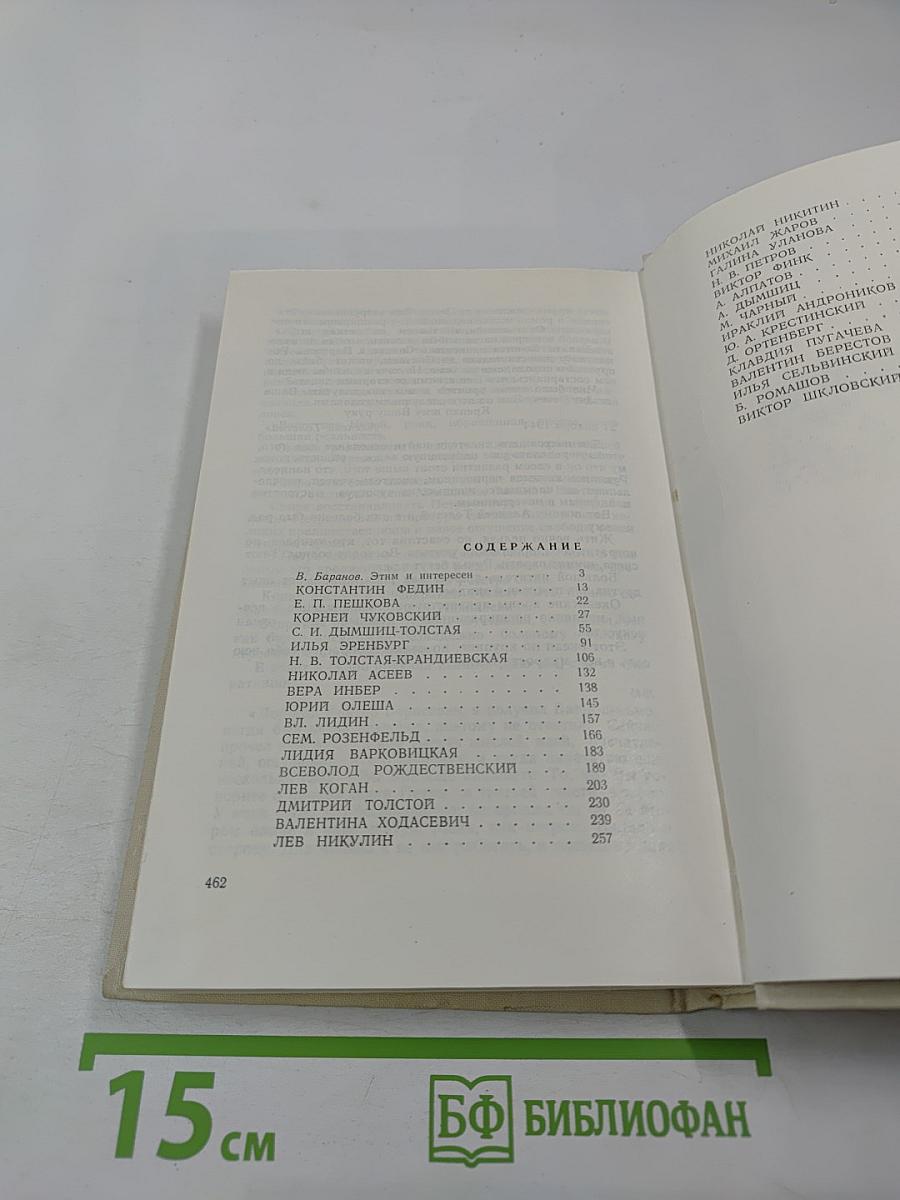 СОДЕРЖАНИЕ
В. Баранов. Этим и интересен . . . . . . 3
КОНСТАНТИН ФЕДИН . . . . . . . . 13
Е. П. ПЕШКОВА . . . . . . . . . . 22
КОРНЕЙ ЧУКОВСКИЙ . . . . . . . . 27
С. И. ДЫМШИЦ-ТОЛСТАЯ . . . . . . 55
ИЛЬЯ ЭРЕНБУРГ . . . . . . . . . . 91
Н. В. ТОЛСТАЯ-КРАНДИЕВСКАЯ . . . . 106
НИКОЛАЙ АСЕЕВ . . . . . . . . . . 132
ВЕРА ИНБЕР . . . . . . . . . . . 138
ЮРИЙ ОЛЕША . . . . . . . . . . . 145
ВЛ. ЛИДИН . . . . . . . . . . . . 157
СЕМ. РОЗЕНФЕЛЬД . . . . . . . . . 166
ЛИДИЯ ВАРКОВИЦКАЯ . . . . . . . 183
ВСЕВОЛОД РОЖДЕСТВЕНСКИЙ . . . 189
ЛЕВ КОГАН . . . . . . . . . . . . 203
ДМИТРИЙ ТОЛСТОЙ . . . . . . . . . 230
ВАЛЕНТИНА ХОДАСЕВИЧ . . . . . . 239
ЛЕВ НИКУЛИН . . . . . . . . . . 257
462
НИКОЛАЙ НИКИТИН . . . .
МИХАИЛ ЖАРОВ . . . . .
ГАЛИНА УЛАНОВА . . . .
Н. В. ПЕТРОВ . . . . . .
ВИКТОР ФИНК . . . . . .
А. АЛПАТОВ . . . . . . .
А. ДЫМШИЦ . . . . . . .
М. ЧАРНЫЙ . . . . . . .
ИРАКЛИЙ АНДРОНИКОВ
Ю. А. КРЕСТИНСКИЙ . .
Д. ОРТЕНБЕРГ . . . . . .
КЛАВДИЯ ПУГАЧЕВА
ВАЛЕНТИН БЕРЕСТОВ
ИЛЬЯ СЕЛЬВИНСКИЙ
Б. РОМАШОВ . . . . .
ВИКТОР ШКЛОВСКИЙ
15 см
БФ БИБЛИОФАН